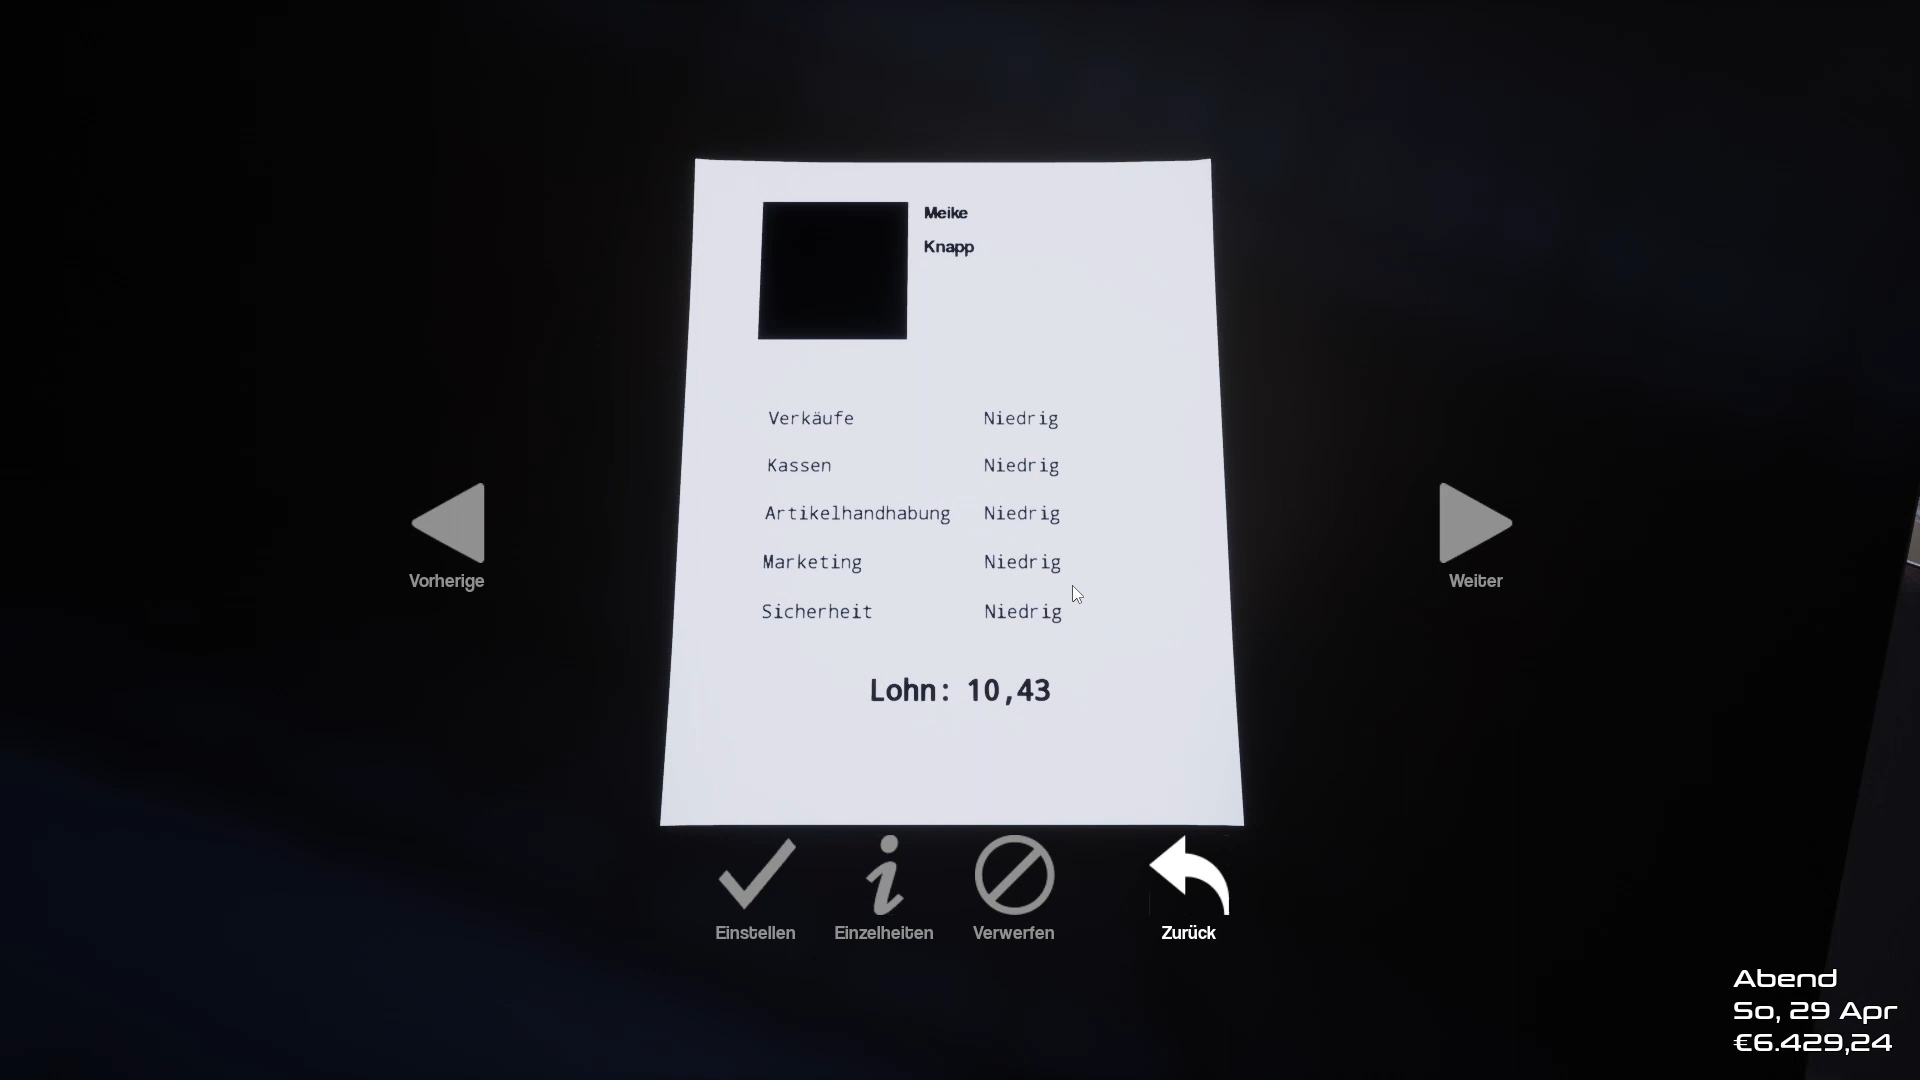 Meike
Knapp
Verkäufe Niedrig
Kassen Niedrig
Artikelhandhabung Niedrig
Marketing Niedrig
Sicherheit Niedrig
Lohn: 10,43
Vorherige
Weiter
Einstellen Einzelheiten Verwerfen Zurück
Abend
So, 29 Apr
€6.429,24